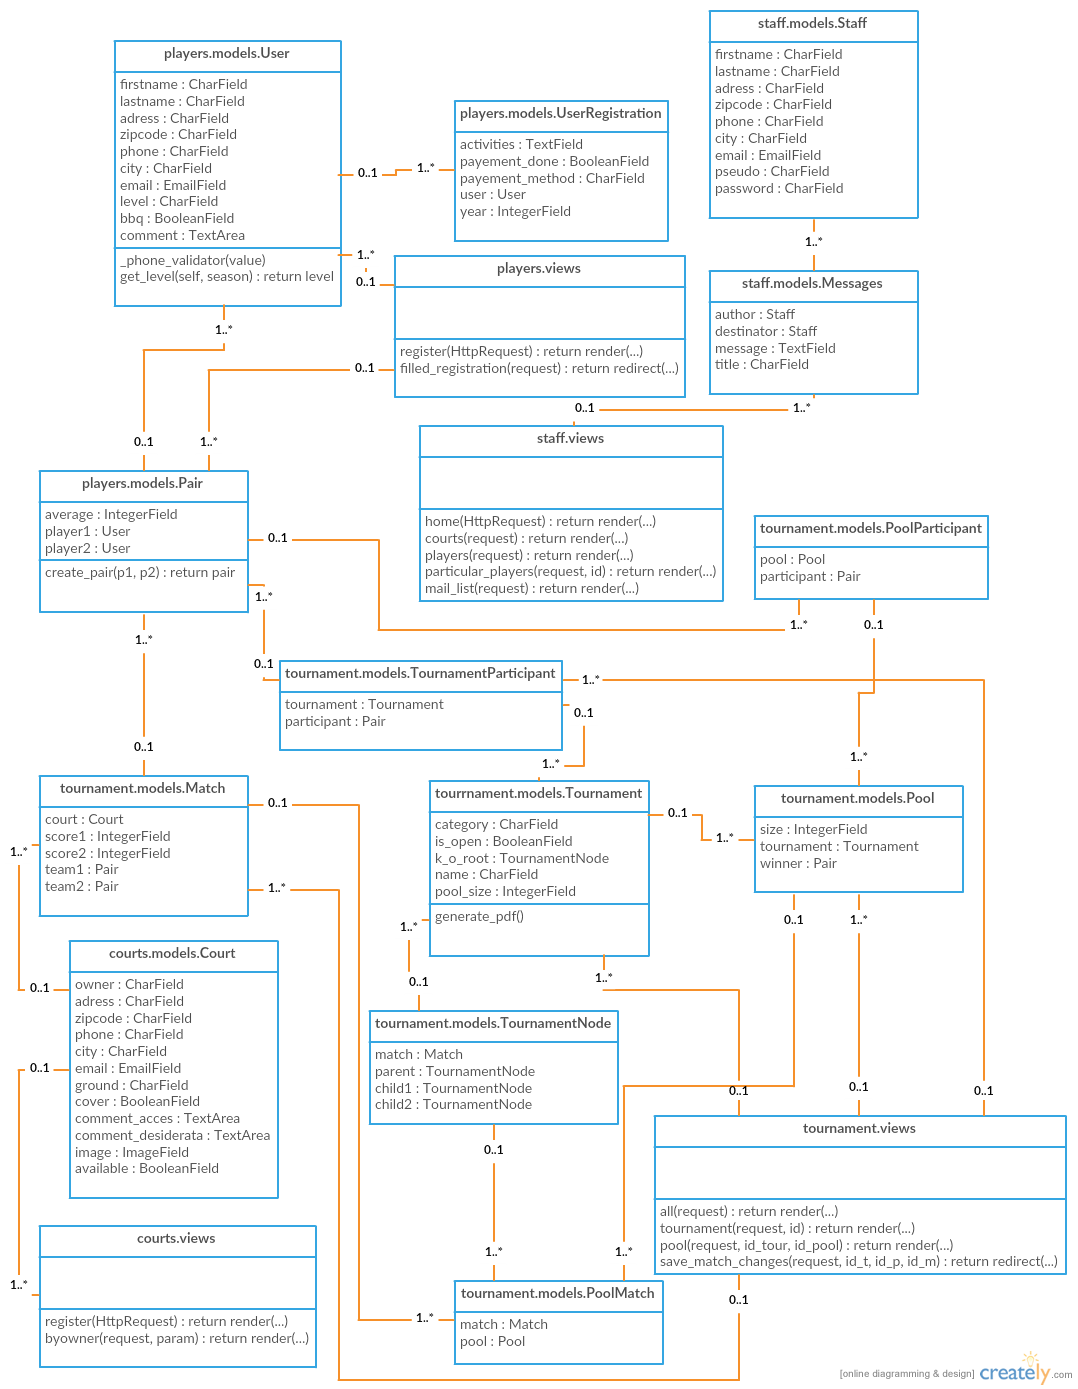 staff.models.Staff
firstname : CharField
lastname : CharField
adress : CharField
zipcode : CharField
phone : CharField
city : CharField
email : EmailField
pseudo : CharField
password : CharField
players.models.User
firstname : CharField
lastname : CharField
adress : CharField
zipcode : CharField
phone : CharField
city : CharField
email : EmailField
level : CharField
bbq : BooleanField
comment : TextArea
_phone_validator(value)
get_level(self, season) : return level
players.models.UserRegistration
activities : TextField
payement_done : BooleanField
payement_method : CharField
user : User
year : IntegerField
0..1
1..*
1..*
1..*
0..1
players.views
register(HttpRequest) : return render(...)
filled_registration(request) : return redirect(...)
staff.models.Messages
author : Staff
destinator : Staff
message : TextField
title : CharField
1..*
0..1
0..1
1..*
0..1
1..*
staff.views
home(HttpRequest) : return render(...)
courts(request) : return render(...)
players(request) : return render(...)
particular_players(request, id) : return render(...)
mail_list(request) : return render(...)
players.models.Pair
average : IntegerField
player1 : User
player2 : User
create_pair(p1, p2) : return pair
0..1
tournament.models.PoolParticipant
pool : Pool
participant : Pair
1..*
1..*
0..1
1..*
0..1
tournament.models.TournamentParticipant
tournament : Tournament
participant : Pair
1..*
0..1
0..1
1..*
1..*
tournament.models.Match
court : Court
score1 : IntegerField
score2 : IntegerField
team1 : Pair
team2 : Pair
0..1
1..*
1..*
tourrnament.models.Tournament
category : CharField
is_open : BooleanField
k_o_root : TournamentNode
name : CharField
pool_size : IntegerField
generate_pdf()
0..1
1..*
tournament.models.Pool
size : IntegerField
tournament : Tournament
winner : Pair
0..1
1..*
1..*
0..1
1..*
courts.models.Court
owner : CharField
adress : CharField
zipcode : CharField
phone : CharField
city : CharField
email : EmailField
ground : CharField
cover : BooleanField
comment_acces : TextArea
comment_desiderata : TextArea
image : ImageField
available : BooleanField
0..1
0..1
tournament.models.TournamentNode
match : Match
parent : TournamentNode
child1 : TournamentNode
child2 : TournamentNode
0..1
0..1
0..1
0..1
1..*
1..*
tournament.views
all(request) : return render(...)
tournament(request, id) : return render(...)
pool(request, id_tour, id_pool) : return render(...)
save_match_changes(request, id_t, id_p, id_m) : return redirect(...)
0..1
courts.views
register(HttpRequest) : return render(...)
byowner(request, param) : return render(...)
1..*
1..*
tournament.models.PoolMatch
match : Match
pool : Pool
[online diagramming & design] creately.com